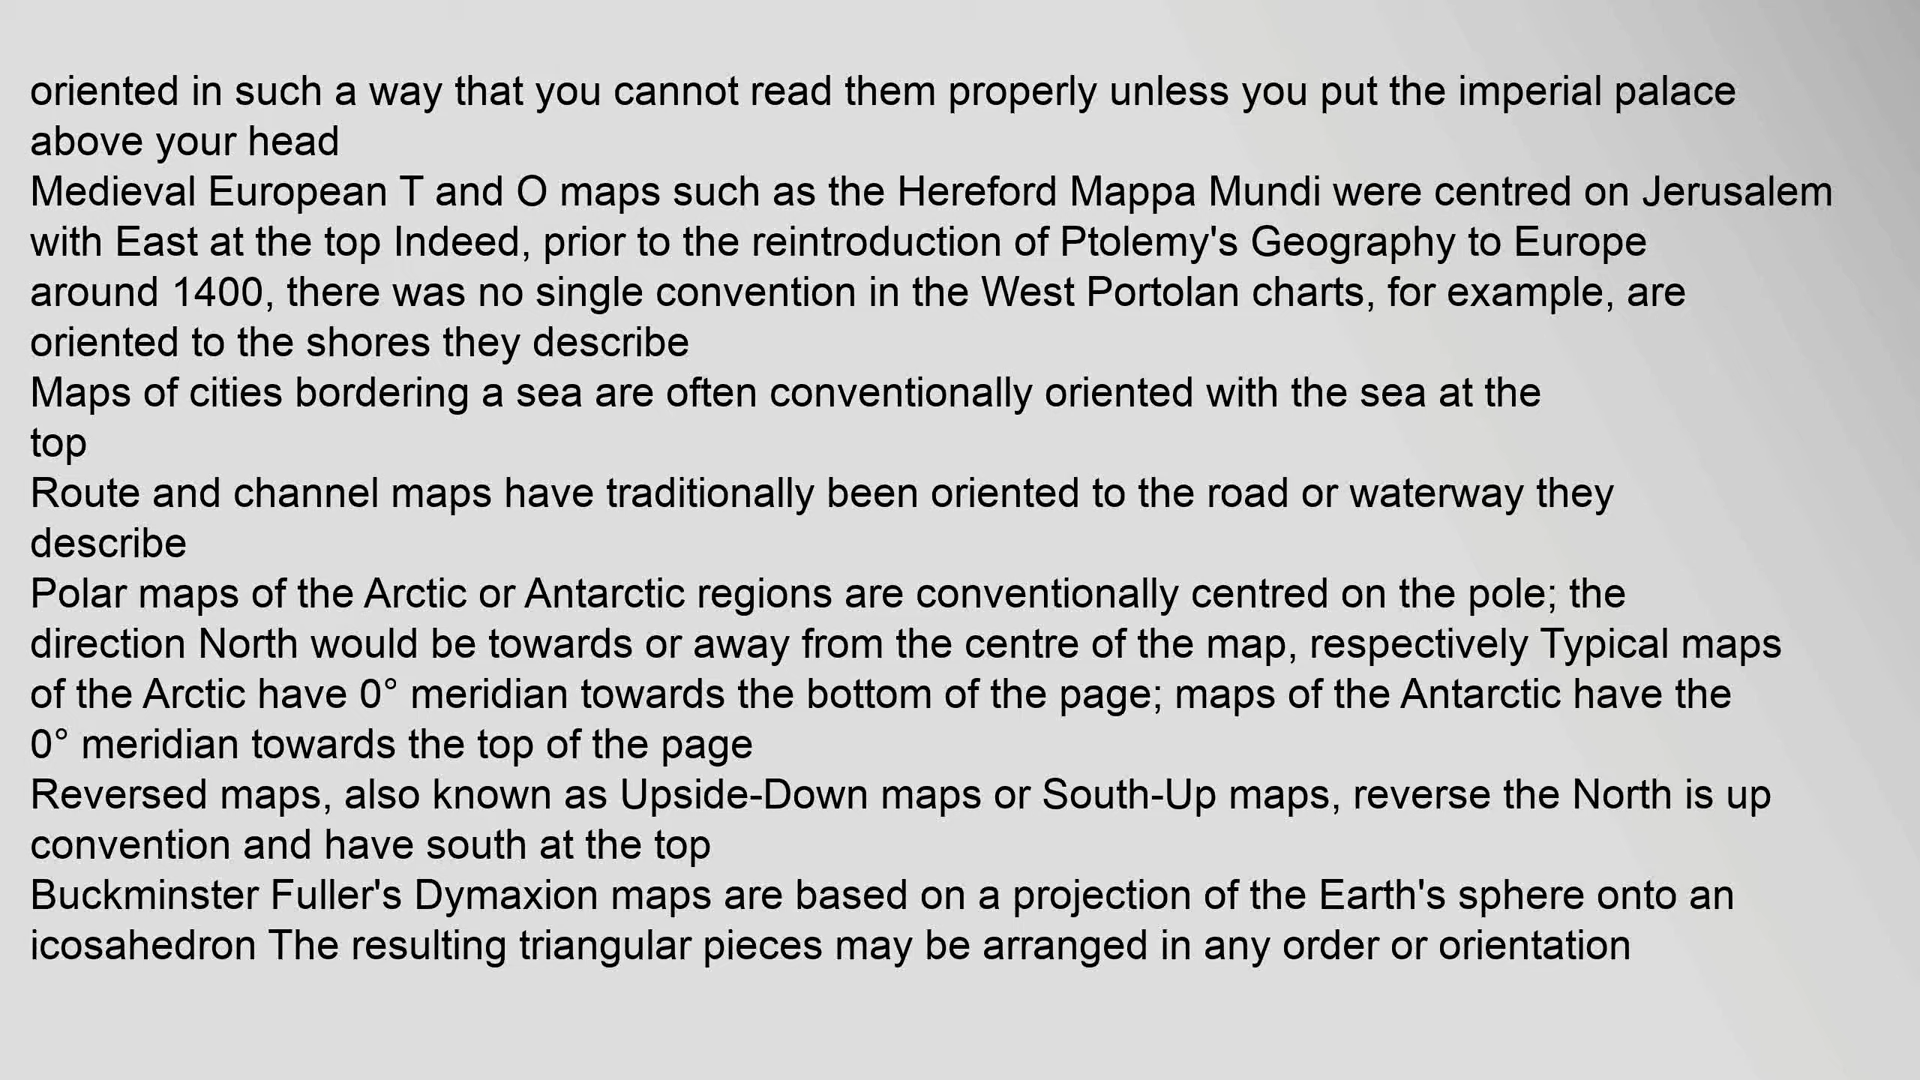 oriented in such a way that you cannot read them properly unless you put the imperial palace
above your head
Medieval European T and O maps such as the Hereford Mappa Mundi were centred on Jerusalem
with East at the top Indeed, prior to the reintroduction of Ptolemy's Geography to Europe
around 1400, there was no single convention in the West Portolan charts, for example, are
oriented to the shores they describe
Maps of cities bordering a sea are often conventionally oriented with the sea at the
top
Route and channel maps have traditionally been oriented to the road or waterway they
describe
Polar maps of the Arctic or Antarctic regions are conventionally centred on the pole; the
direction North would be towards or away from the centre of the map, respectively Typical maps
of the Arctic have 0° meridian towards the bottom of the page; maps of the Antarctic have the
0° meridian towards the top of the page
Reversed maps, also known as Upside-Down maps or South-Up maps, reverse the North is up
convention and have south at the top
Buckminster Fuller's Dymaxion maps are based on a projection of the Earth's sphere onto an
icosahedron The resulting triangular pieces may be arranged in any order or orientation